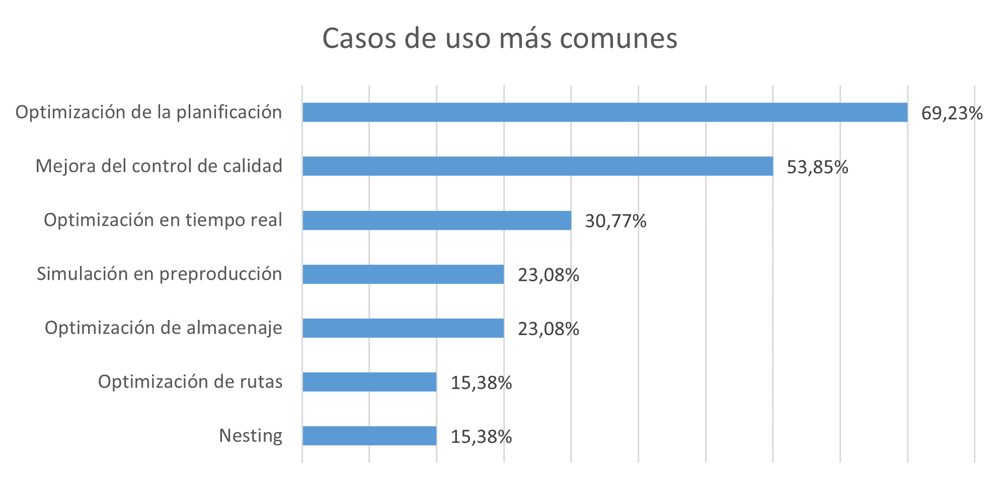 Casos de uso más comunes
Optimización de la planificación 69,23%
Mejora del control de calidad 53,85%
Optimización en tiempo real 30,77%
Simulación en preproducción 23,08%
Optimización de almacenaje 23,08%
Optimización de rutas 15,38%
Nesting 15,38%